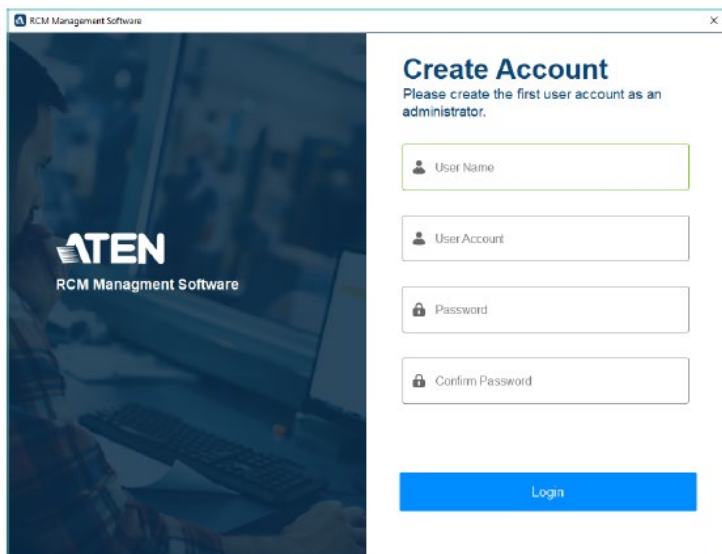 RCM Management Software
Create Account
Please create the first user account as an
administrator.
User Name
User Account
ATEN
RCM Managment Software
Password
Confirm Password
Login